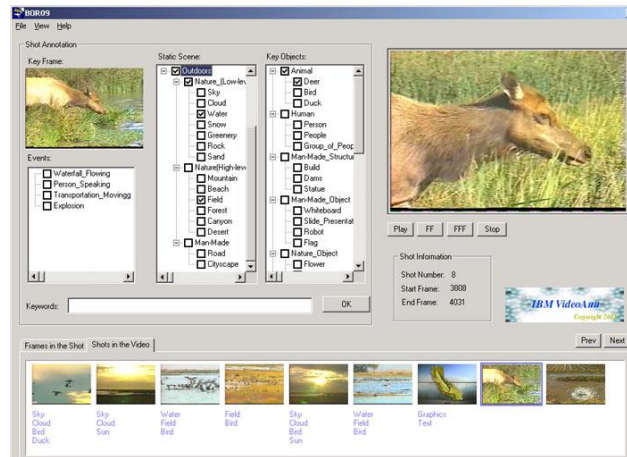 BOR09
File View Help
Shot Annotation
Key Frame:
Events:
Waterfall_Flowing
Person_Speaking
Transportation_Movingg
Explosion
Static Scene:
Outdoors
Nature_(Low-lev
Sky
Cloud
Water
Snow
Greenery
Rock
Sand
Nature(High-leve
Mountain
Beach
Field
Forest
Canyon
Desert
Man-Made
Road
Cityscape
Key Objects:
Animal
Deer
Bird
Duck
Human
Person
People
Group_of_Peop
Man-Made_Structu
Build
Dams
Statue
Man-Made_Object
Whiteboard
Slide_Presentat
Robot
Flag
Nature_Object
Flower
Keywords:
OK
Play FF FFF Stop
Shot Information
Shot Number: 8
Start Frame: 3808
End Frame: 4031
IBM VideoAnn
Prev Next
Frames in the Shot Shots in the Video
Sky Sky Water Field Sky Water Graphics
Cloud Cloud Field Bird Cloud Field Text
Bird Sun Bird Bird Bird
Duck Sun